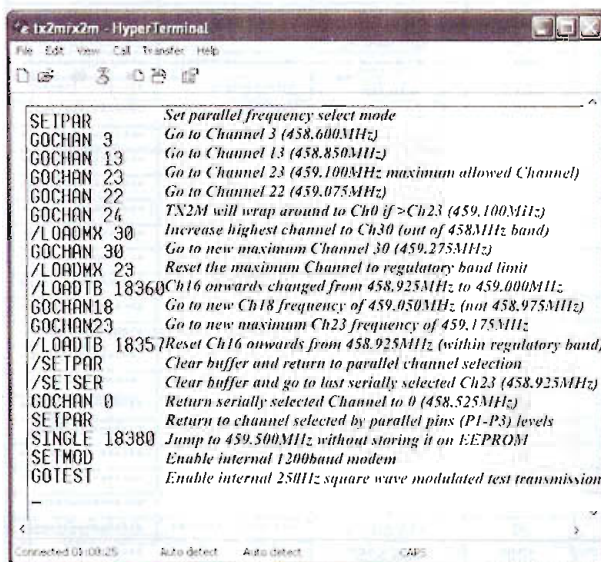 tx2mrx2m - HyperTerminal
File Edit View Call Transfer Help
SETPAR Set parallel frequency select mode
GOCHAN 3 Go to Channel 3 (458.600MHz)
GOCHAN 13 Go to Channel 13 (458.850MHz)
GOCHAN 23 Go to Channel 23 (459.100MHz maximum allowed Channel)
GOCHAN 22 Go to Channel 22 (459.075MHz)
GOCHAN 24 TX2M will wrap around to Ch0 if >Ch23 (459.100MHz)
/LOADMX 30 Increase highest channel to Ch30 (out of 458MHz band)
GOCHAN 30 Go to new maximum Channel 30 (459.275MHz)
/LOADMX 23 Reset the maximum Channel to regulatory band limit
/LOADTB 18360 Ch16 onwards changed from 458.925MHz to 459.000MHz
GOCHAN18 Go to new Ch18 frequency of 459.050MHz (not 458.975MHz)
GOCHAN23 Go to new maximum Ch23 frequency of 459.175MHz
/LOADTB 18357 Reset Ch16 onwards from 458.925MHz (within regulatory band)
/SETPAR Clear buffer and return to parallel channel selection
/SETSER Clear buffer and go to last serially selected Ch23 (458.925MHz)
GOCHAN 0 Return serially selected Channel to 0 (458.525MHz)
SETPAR Return to channel selected by parallel pins (P1-P3) levels
SINGLE 18380 Jump to 459.500MHz without storing it on EEPROM
SETMOD Enable internal 1200baud modem
GOTEST Enable internal 250Hz square wave modulated test transmission
Connected 01:00:25 Auto detect Auto detect CAPS